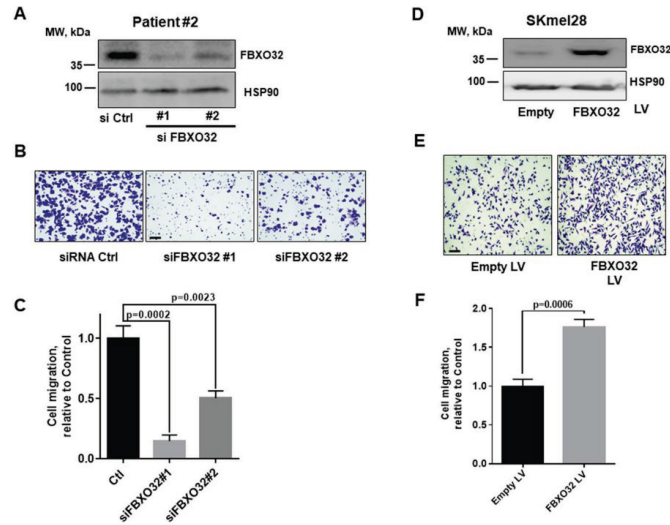 A
Patient #2
MW, kDa
FBXO32
35
100
HSP90
si Ctrl
#1
#2
si FBXO32
B
siRNA Ctrl
siFBXO32 #1
siFBXO32 #2
C
p=0.0023
p=0.0002
Cell migration,
relative to Control
1.0
0.5
0.0
Ctl
siFBXO32#1
siFBXO32#2
D
SKmel28
MW, kDa
FBXO32
35
100
HSP90
Empty
FBXO32
LV
E
Empty LV
FBXO32
LV
F
p=0.0006
Cell migration,
relative to Control
2.0
1.5
1.0
0.5
0.0
Empty LV
FBXO32 LV